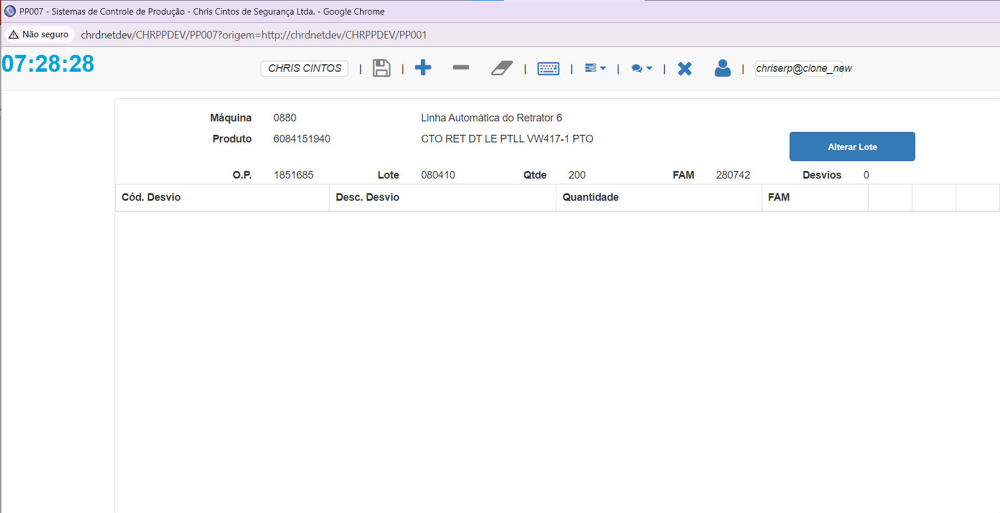 PP007 - Sistemas de Controle de Produção - Chris Cintos de Segurança Ltda. - Google Chrome
Não seguro chrdnetdev/CHRPPDEV/PP007?origem=http://chrdnetdev/CHRPPDEV/PP001
07:28:28 CHRIS CINTOS | | | | | | | chriserp@clone_new
Máquina 0880 Linha Automática do Retrator 6
Produto 6084151940 CTO RET DT LE PTLL VW417-1 PTO
Alterar Lote
O.P. 1851685 Lote 080410 Qtde 200 FAM 280742 Desvios 0
Cód. Desvio Desc. Desvio Quantidade FAM